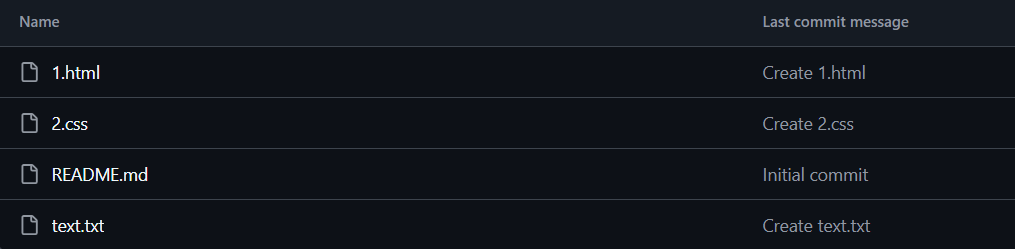 Name Last commit message
1.html Create 1.html
2.css Create 2.css
README.md Initial commit
text.txt Create text.txt